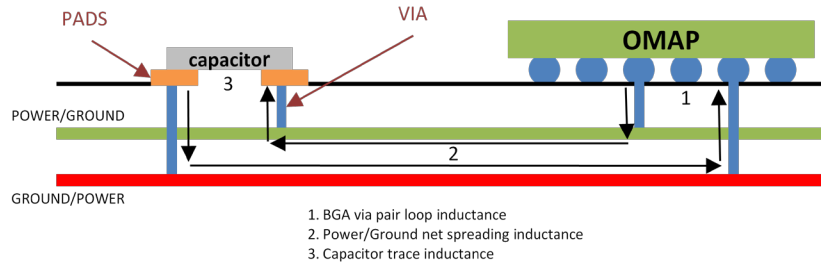 PADS
VIA
capacitor
OMAP
3
1
POWER/GROUND
2
GROUND/POWER
1. BGA via pair loop inductance
2. Power/Ground net spreading inductance
3. Capacitor trace inductance